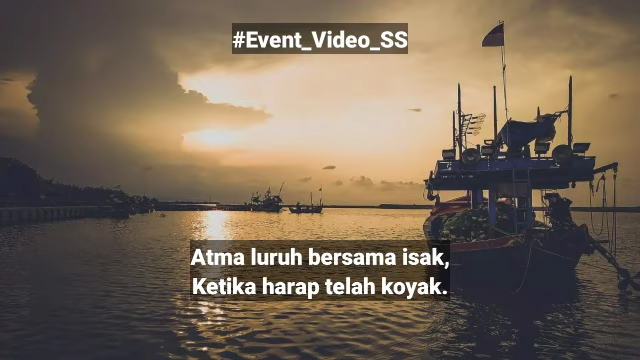 #Event_Video_SS
Atma luruh bersama isak,
Ketika harap telah koyak.